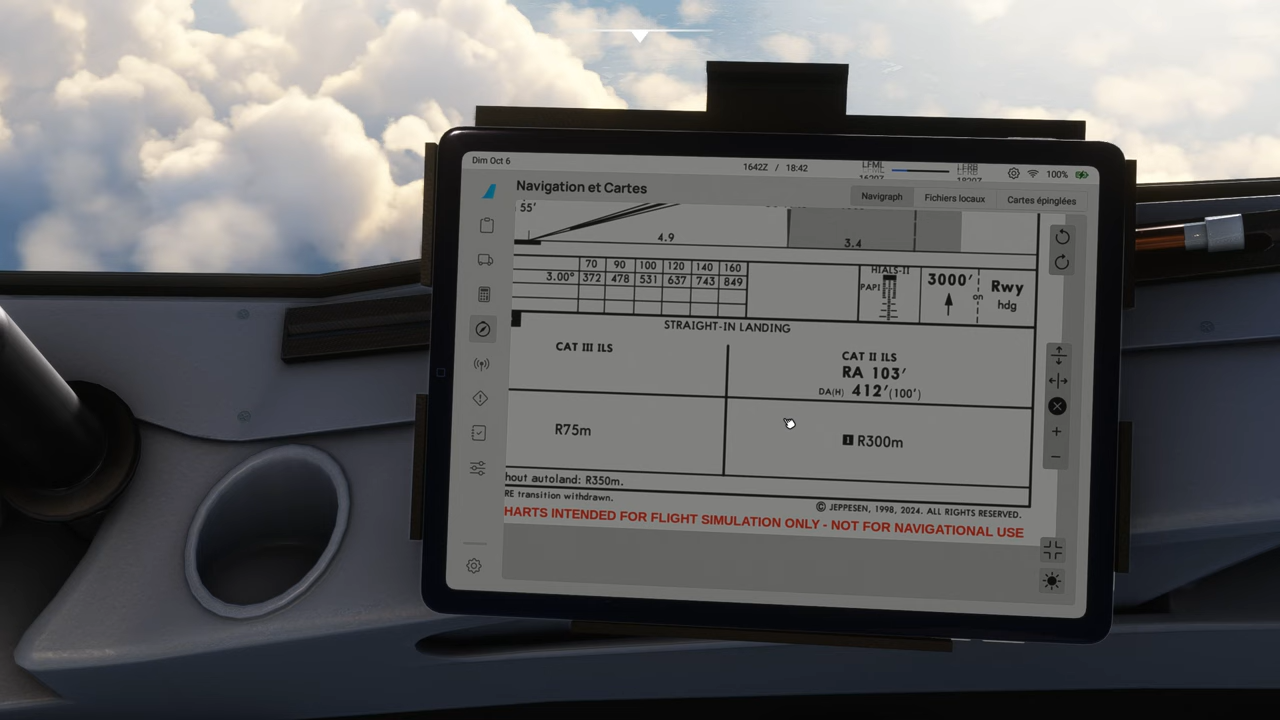 Dim Oct 6
1642Z / 18:42
LFML
LFRB
100%
Navigation et Cartes
Navigraph
Fichiers locaux
Cartes épinglées
55'
4.9
3.4
70 90 100 120 140 160
3.00° 372 478 531 637 743 849
HIALS-II
PAPI
3000'
on
Rwy
hdg
STRAIGHT-IN LANDING
CAT III ILS
CAT II ILS
RA 103'
DA(H) 412'(100')
R75m
1 R300m
hout autoland: R350m.
RE transition withdrawn.
© JEPPESEN, 1998, 2024. ALL RIGHTS RESERVED.
HARTS INTENDED FOR FLIGHT SIMULATION ONLY - NOT FOR NAVIGATIONAL USE